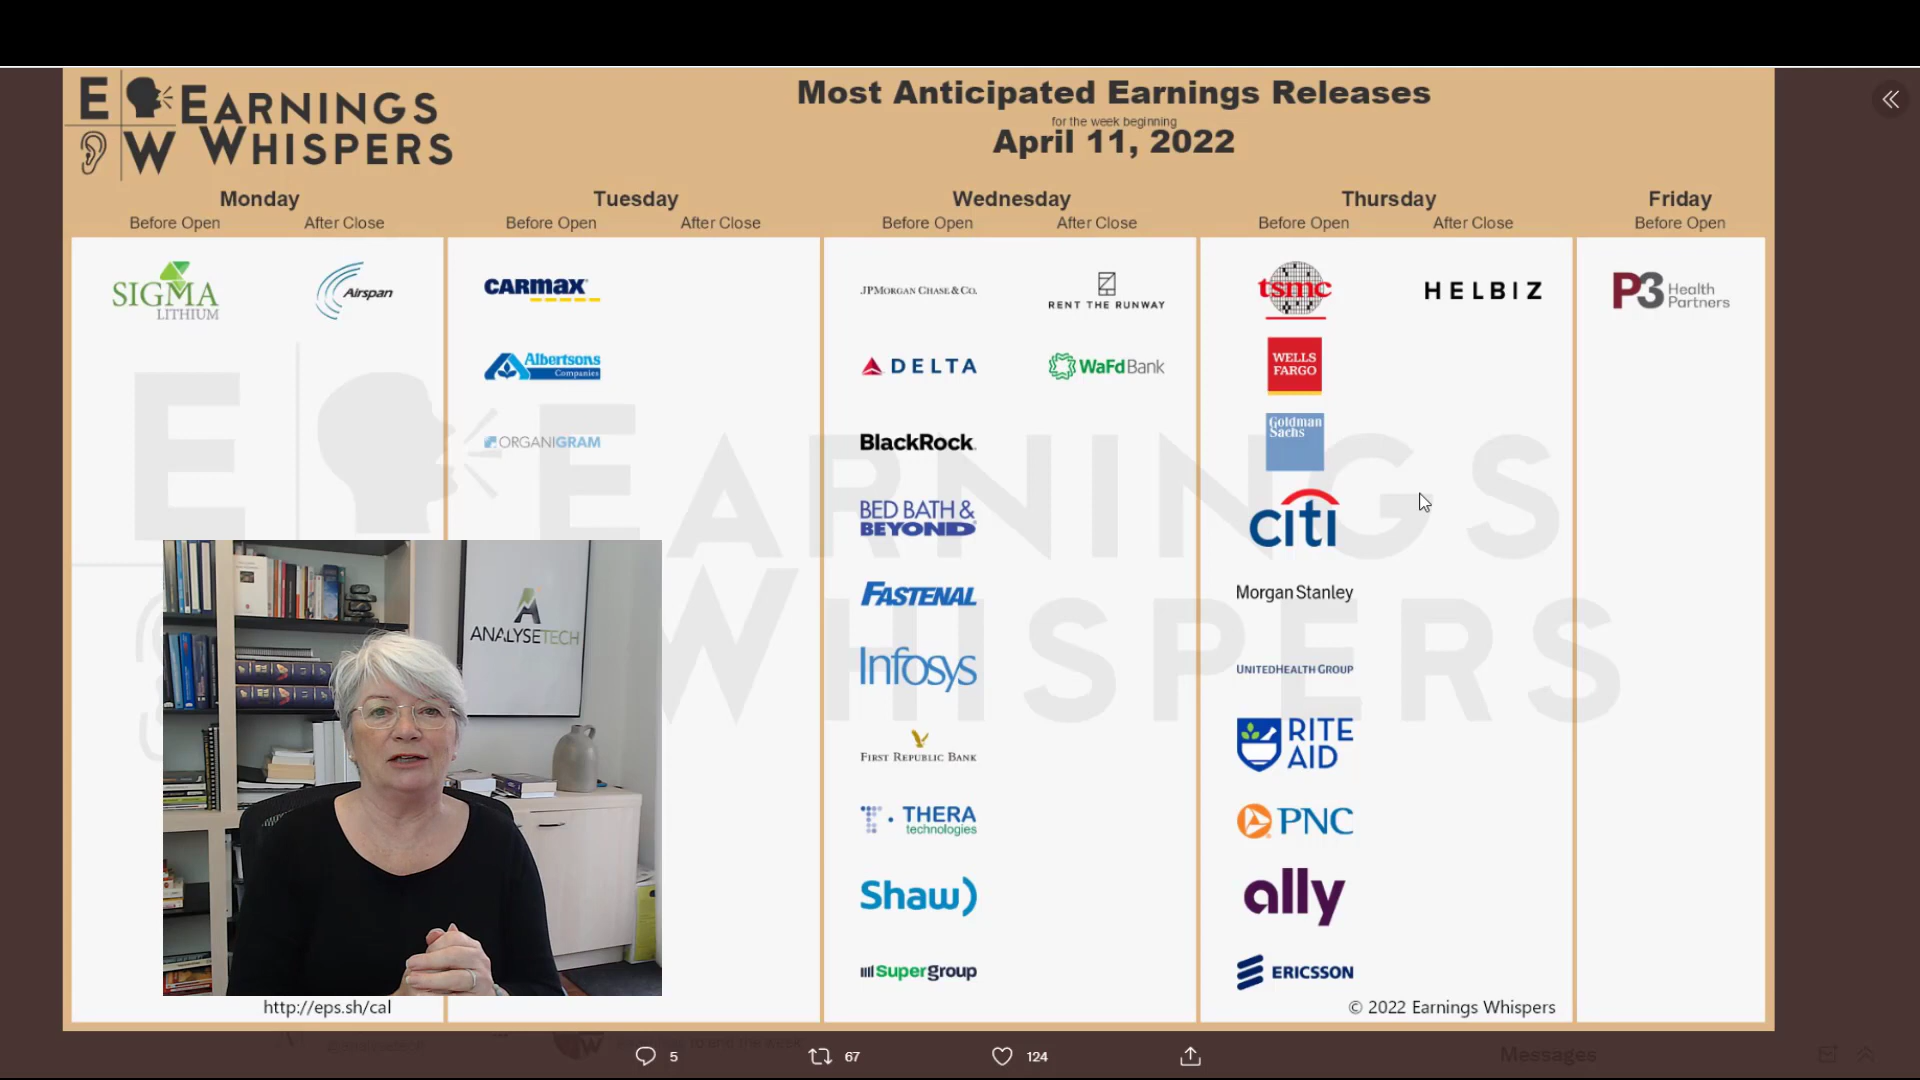 E W
EARNINGS
WHISPERS
Most Anticipated Earnings Releases
for the week beginning
April 11, 2022
Monday
Before Open After Close
Tuesday
Before Open After Close
Wednesday
Before Open After Close
Thursday
Before Open After Close
Friday
Before Open
SIGMA
LITHIUM
Airspan
CARMAX
Albertsons
Companies
ORGANIGRAM
JPMORGAN CHASE & CO.
DELTA
BlackRock.
BED BATH &
BEYOND
FASTENAL
Infosys
FIRST REPUBLIC BANK
THERA
technologies
Shaw)
Supergroup
RENT THE RUNWAY
WaFd Bank
tsmc
WELLS
FARGO
Goldman
Sachs
citi
Morgan Stanley
UNITEDHEALTH GROUP
RITE
AID
PNC
ally
ERICSSON
HELBIZ
P3 Health
Partners
E EARNINGS
WHISPERS
ANALYSETECH
http://eps.sh/cal
© 2022 Earnings Whispers
5 67 124
Messages